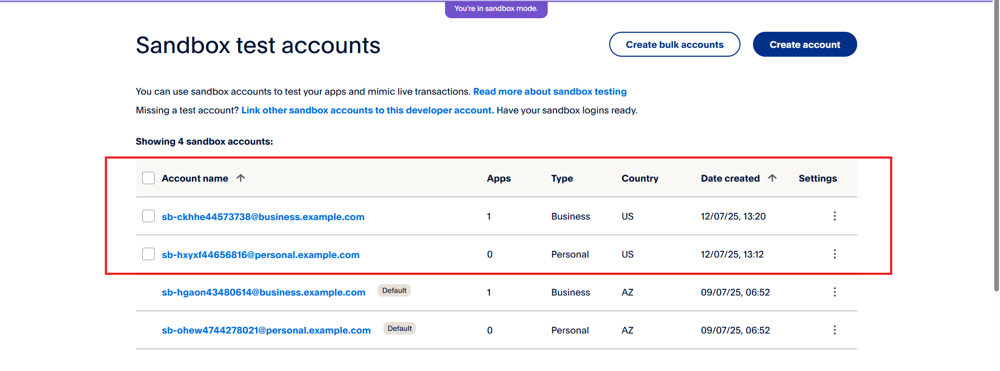 You're in sandbox mode.
Sandbox test accounts
Create bulk accounts
Create account
You can use sandbox accounts to test your apps and mimic live transactions. Read more about sandbox testing
Missing a test account? Link other sandbox accounts to this developer account. Have your sandbox logins ready.
Showing 4 sandbox accounts:
Account name Apps Type Country Date created Settings
sb-ckhhe44573738@business.example.com 1 Business US 12/07/25, 13:20
sb-hxyxf44656816@personal.example.com 0 Personal US 12/07/25, 13:12
sb-hgaon43480614@business.example.com Default 1 Business AZ 09/07/25, 06:52
sb-ohew4744278021@personal.example.com Default 0 Personal AZ 09/07/25, 06:52